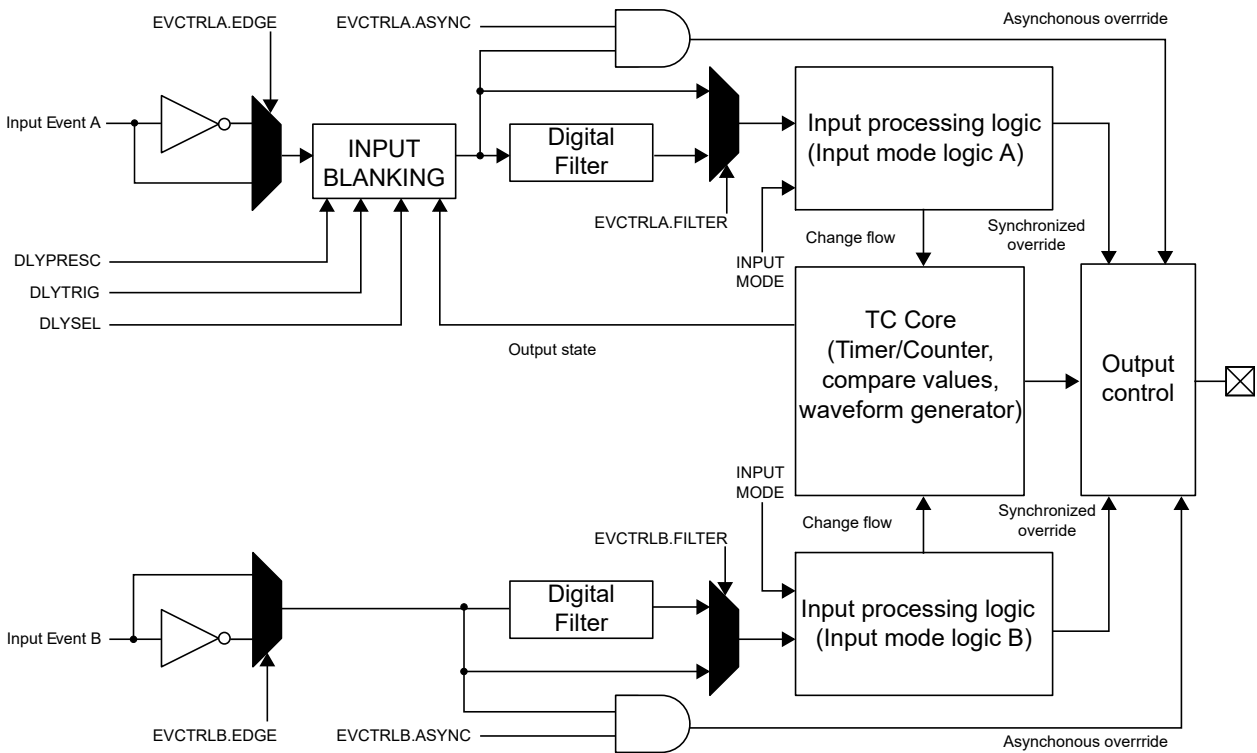 Asynchonous overrride
EVCTRLA.EDGE
EVCTRLA.ASYNC
Input Event A
INPUT
BLANKING
Digital
Filter
Input processing logic
(Input mode logic A)
EVCTRLA.FILTER
Change flow
Synchronized
override
DLYPRESC
DLYTRIG
DLYSEL
INPUT
MODE
Output state
TC Core
(Timer/Counter,
compare values,
waveform generator)
Output
control
INPUT
MODE
Change flow
Synchronized
override
EVCTRLB.FILTER
Input Event B
Digital
Filter
Input processing logic
(Input mode logic B)
EVCTRLB.EDGE
EVCTRLB.ASYNC
Asynchonous overrride